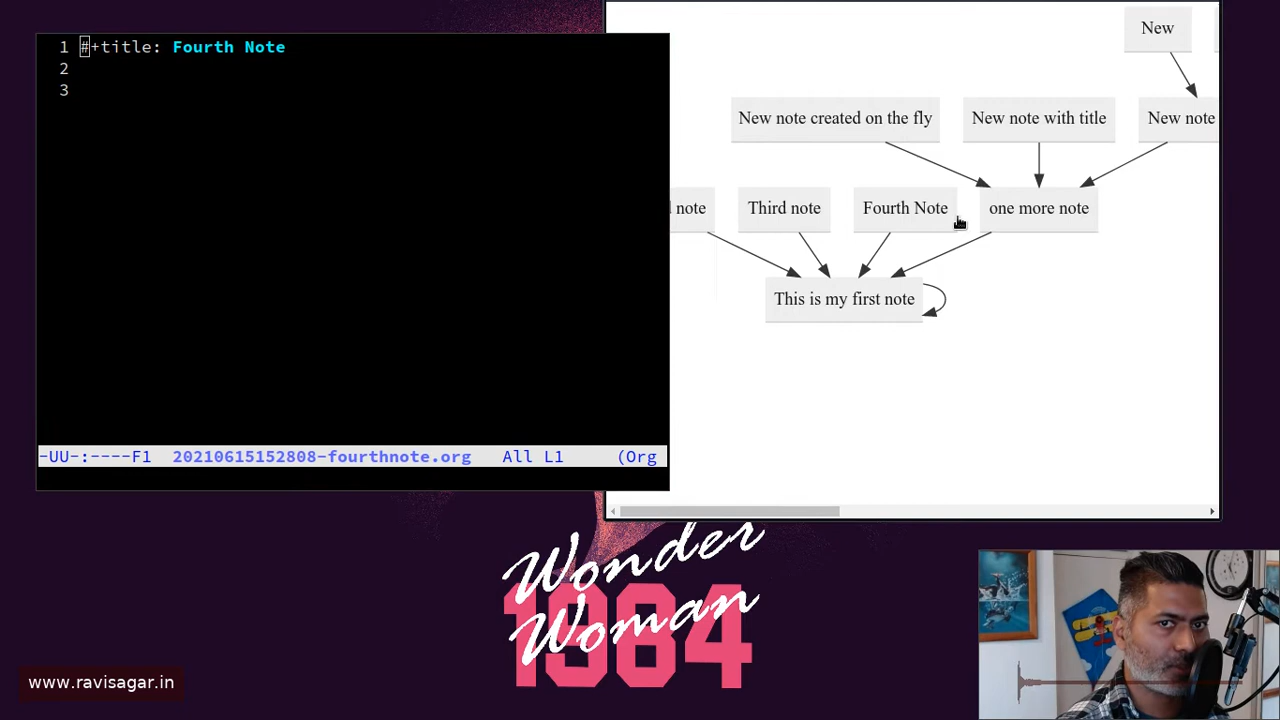 1 #+title: Fourth Note
2
3
-UU-:----F1 20210615152808-fourthnote.org All L1 (Org
New
New note created on the fly
New note with title
New note
note
Third note
Fourth Note
one more note
This is my first note
Wonder
1984
Woman
www.ravisagar.in